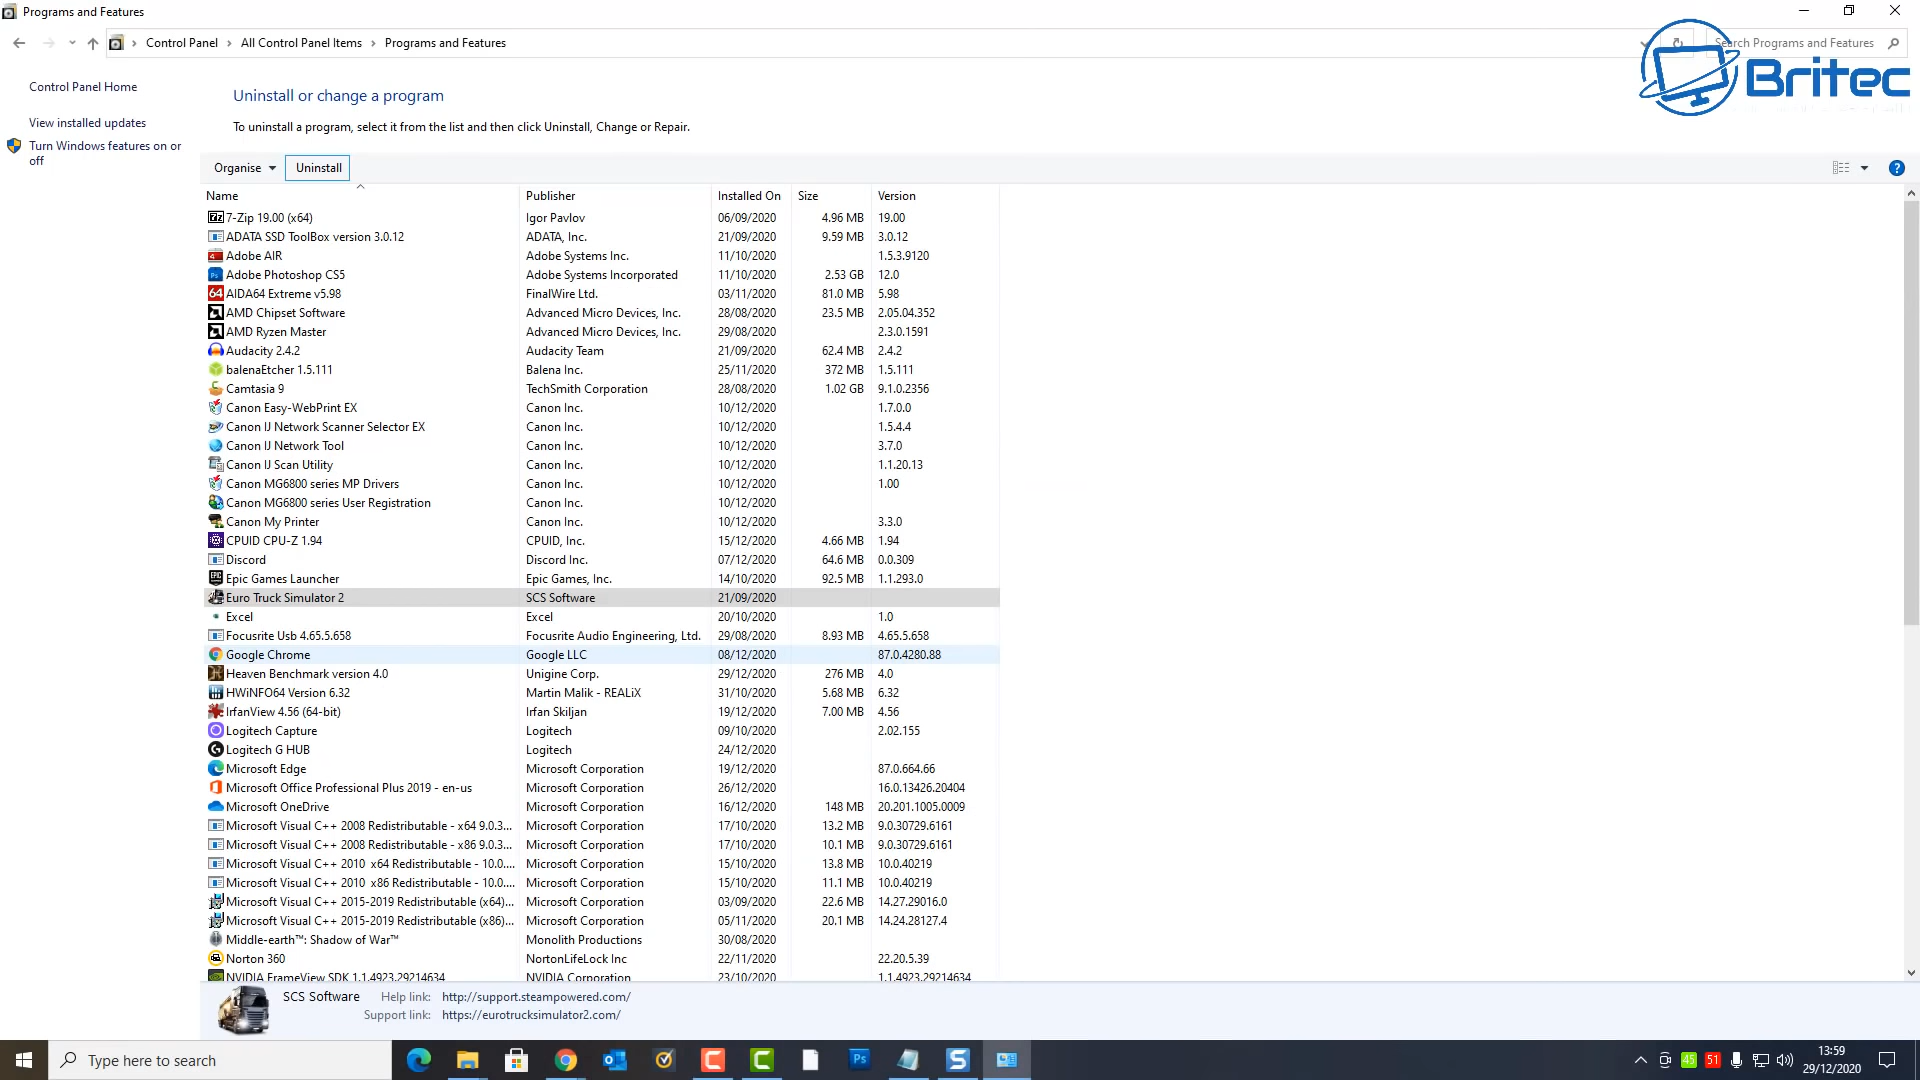 Programs and Features
Control Panel › All Control Panel Items › Programs and Features
Search Programs and Features
Britec
Control Panel Home
View installed updates
Turn Windows features on or
off
Uninstall or change a program
To uninstall a program, select it from the list and then click Uninstall, Change or Repair.
Organise Uninstall
Name Publisher Installed On Size Version
7-Zip 19.00 (x64) Igor Pavlov 06/09/2020 4.96 MB 19.00
ADATA SSD ToolBox version 3.0.12 ADATA, Inc. 21/09/2020 9.59 MB 3.0.12
Adobe AIR Adobe Systems Inc. 11/10/2020 1.5.3.9120
Adobe Photoshop CS5 Adobe Systems Incorporated 11/10/2020 2.53 GB 12.0
AIDA64 Extreme v5.98 FinalWire Ltd. 03/11/2020 81.0 MB 5.98
AMD Chipset Software Advanced Micro Devices, Inc. 28/08/2020 23.5 MB 2.05.04.352
AMD Ryzen Master Advanced Micro Devices, Inc. 29/08/2020 2.3.0.1591
Audacity 2.4.2 Audacity Team 21/09/2020 62.4 MB 2.4.2
balenaEtcher 1.5.111 Balena Inc. 25/11/2020 372 MB 1.5.111
Camtasia 9 TechSmith Corporation 28/08/2020 1.02 GB 9.1.0.2356
Canon Easy-WebPrint EX Canon Inc. 10/12/2020 1.7.0.0
Canon IJ Network Scanner Selector EX Canon Inc. 10/12/2020 1.5.4.4
Canon IJ Network Tool Canon Inc. 10/12/2020 3.7.0
Canon IJ Scan Utility Canon Inc. 10/12/2020 1.1.20.13
Canon MG6800 series MP Drivers Canon Inc. 10/12/2020 1.00
Canon MG6800 series User Registration Canon Inc. 10/12/2020
Canon My Printer Canon Inc. 10/12/2020 3.3.0
CPUID CPU-Z 1.94 CPUID, Inc. 15/12/2020 4.66 MB 1.94
Discord Discord Inc. 07/12/2020 64.6 MB 0.0.309
Epic Games Launcher Epic Games, Inc. 14/10/2020 92.5 MB 1.1.293.0
Euro Truck Simulator 2 SCS Software 21/09/2020
Excel Excel 20/10/2020 1.0
Focusrite Usb 4.65.5.658 Focusrite Audio Engineering, Ltd. 29/08/2020 8.93 MB 4.65.5.658
Google Chrome Google LLC 08/12/2020 87.0.4280.88
Heaven Benchmark version 4.0 Unigine Corp. 29/12/2020 276 MB 4.0
HWiNFO64 Version 6.32 Martin Malik - REALiX 31/10/2020 5.68 MB 6.32
IrfanView 4.56 (64-bit) Irfan Skiljan 19/12/2020 7.00 MB 4.56
Logitech Capture Logitech 09/10/2020 2.02.155
Logitech G HUB Logitech 24/12/2020
Microsoft Edge Microsoft Corporation 19/12/2020 87.0.664.66
Microsoft Office Professional Plus 2019 - en-us Microsoft Corporation 26/12/2020 16.0.13426.20404
Microsoft OneDrive Microsoft Corporation 16/12/2020 148 MB 20.201.1005.0009
Microsoft Visual C++ 2008 Redistributable - x64 9.0.3... Microsoft Corporation 17/10/2020 13.2 MB 9.0.30729.6161
Microsoft Visual C++ 2008 Redistributable - x86 9.0.3... Microsoft Corporation 17/10/2020 10.1 MB 9.0.30729.6161
Microsoft Visual C++ 2010 x64 Redistributable - 10.0.... Microsoft Corporation 15/10/2020 13.8 MB 10.0.40219
Microsoft Visual C++ 2010 x86 Redistributable - 10.0.... Microsoft Corporation 15/10/2020 11.1 MB 10.0.40219
Microsoft Visual C++ 2015-2019 Redistributable (x64)... Microsoft Corporation 03/09/2020 22.6 MB 14.27.29016.0
Microsoft Visual C++ 2015-2019 Redistributable (x86)... Microsoft Corporation 05/11/2020 20.1 MB 14.24.28127.4
Middle-earth™: Shadow of War™ Monolith Productions 30/08/2020
Norton 360 NortonLifeLock Inc 22/11/2020 22.20.5.39
NVIDIA FrameView SDK 1.1.4923.29214634 NVIDIA Corporation 23/10/2020 1.1.4923.29214634
SCS Software Help link: http://support.steampowered.com/
Support link: https://eurotrucksimulator2.com/
Type here to search
45 51
13:59
29/12/2020